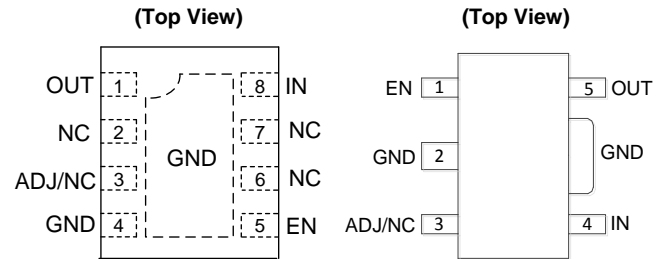 (Top View)
OUT 1 8 IN
NC 2 7 NC
GND
ADJ/NC 3 6 NC
GND 4 5 EN
(Top View)
EN 1 5 OUT
GND 2 GND
ADJ/NC 3 4 IN